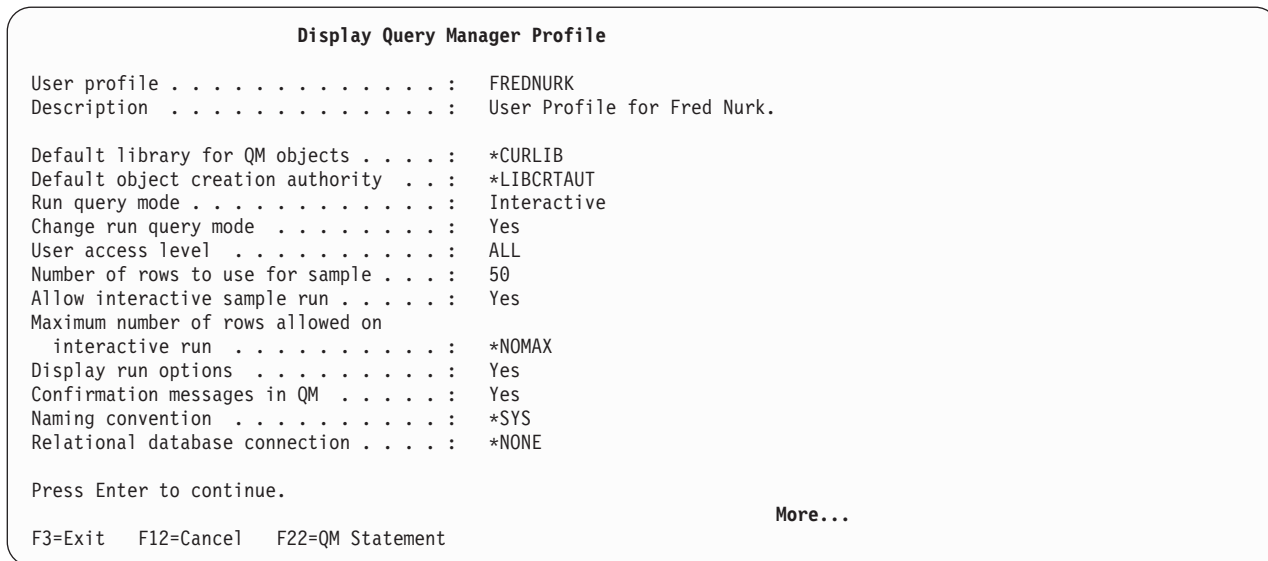 Display Query Manager Profile
User profile . . . . . . . . . . . . . : FREDNURK
Description . . . . . . . . . . . . . : User Profile for Fred Nurk.
Default library for QM objects . . . . : *CURLIB
Default object creation authority . . : *LIBCRTAUT
Run query mode . . . . . . . . . . . . : Interactive
Change run query mode . . . . . . . . : Yes
User access level . . . . . . . . . . : ALL
Number of rows to use for sample . . . : 50
Allow interactive sample run . . . . . : Yes
Maximum number of rows allowed on
interactive run . . . . . . . . . . : *NOMAX
Display run options . . . . . . . . . : Yes
Confirmation messages in QM . . . . . : Yes
Naming convention . . . . . . . . . . : *SYS
Relational database connection . . . . : *NONE
Press Enter to continue.
More...
F3=Exit F12=Cancel F22=QM Statement